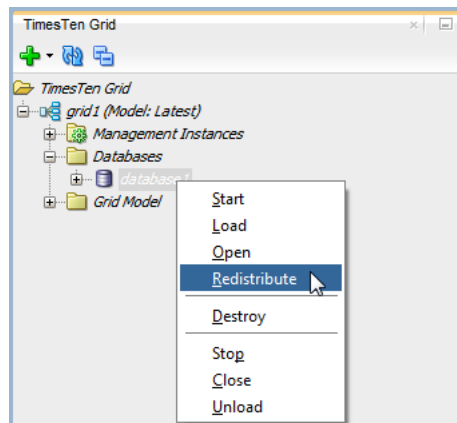 TimesTen Grid
TimesTen Grid
grid1 (Model: Latest)
Management Instances
Databases
database1
Grid Model
Start
Load
Open
Redistribute
Destroy
Stop
Close
Unload